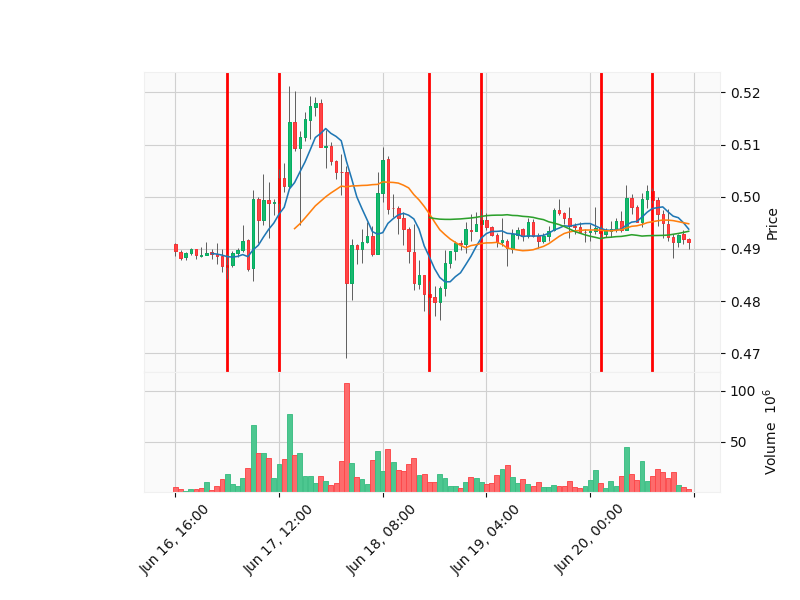 0.52
0.51
0.50
0.49
0.48
0.47
Price
100
50
Volume 10^6
Jun 16, 16:00
Jun 17, 12:00
Jun 18, 08:00
Jun 19, 04:00
Jun 20, 00:00